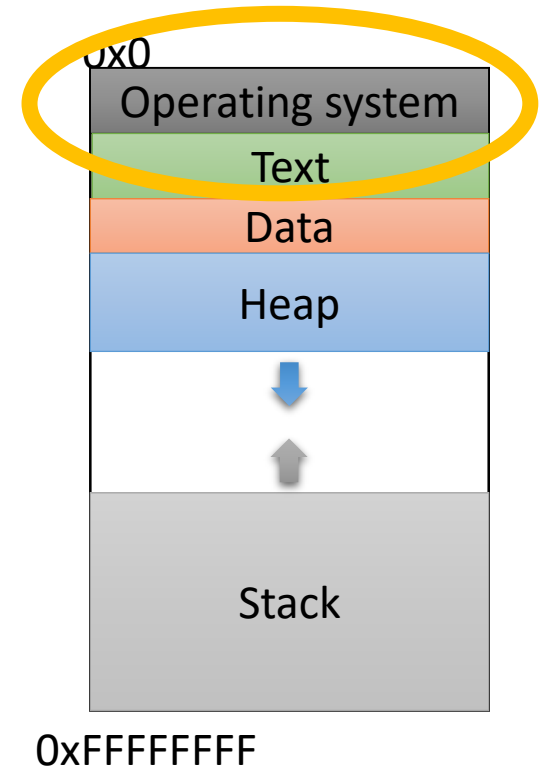 0x0
Operating system
Text
Data
Heap
Stack
0xFFFFFFFF